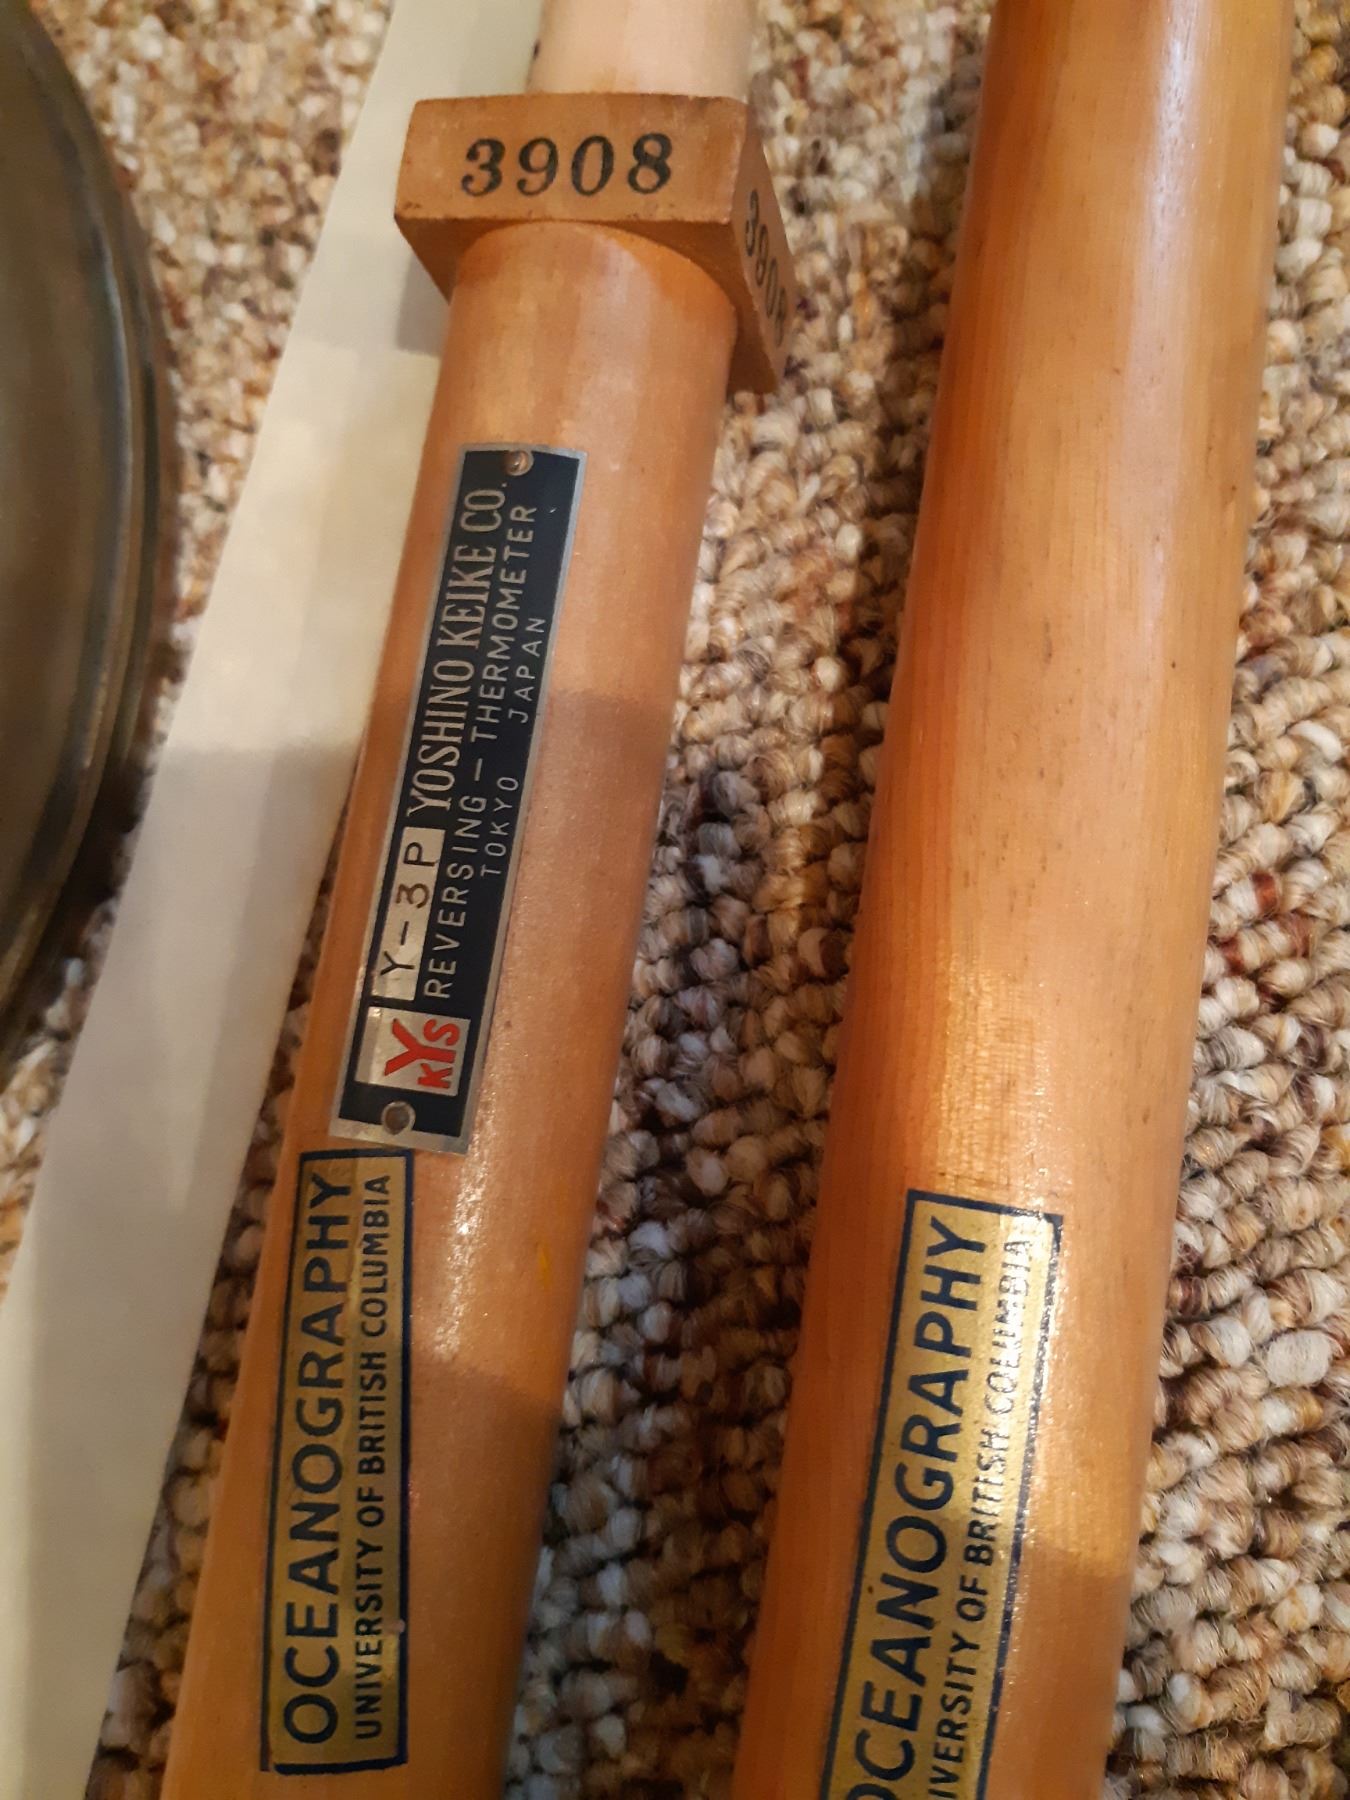 3908
3908
Y-3P YOSHINO KEIKE CO.
KYS
REVERSING - THERMOMETER
TOKYO JAPAN
OCEANOGRAPHY
UNIVERSITY OF BRITISH COLUMBIA
OCEANOGRAPHY
IVERSITY OF BRITISH COLUMBIA